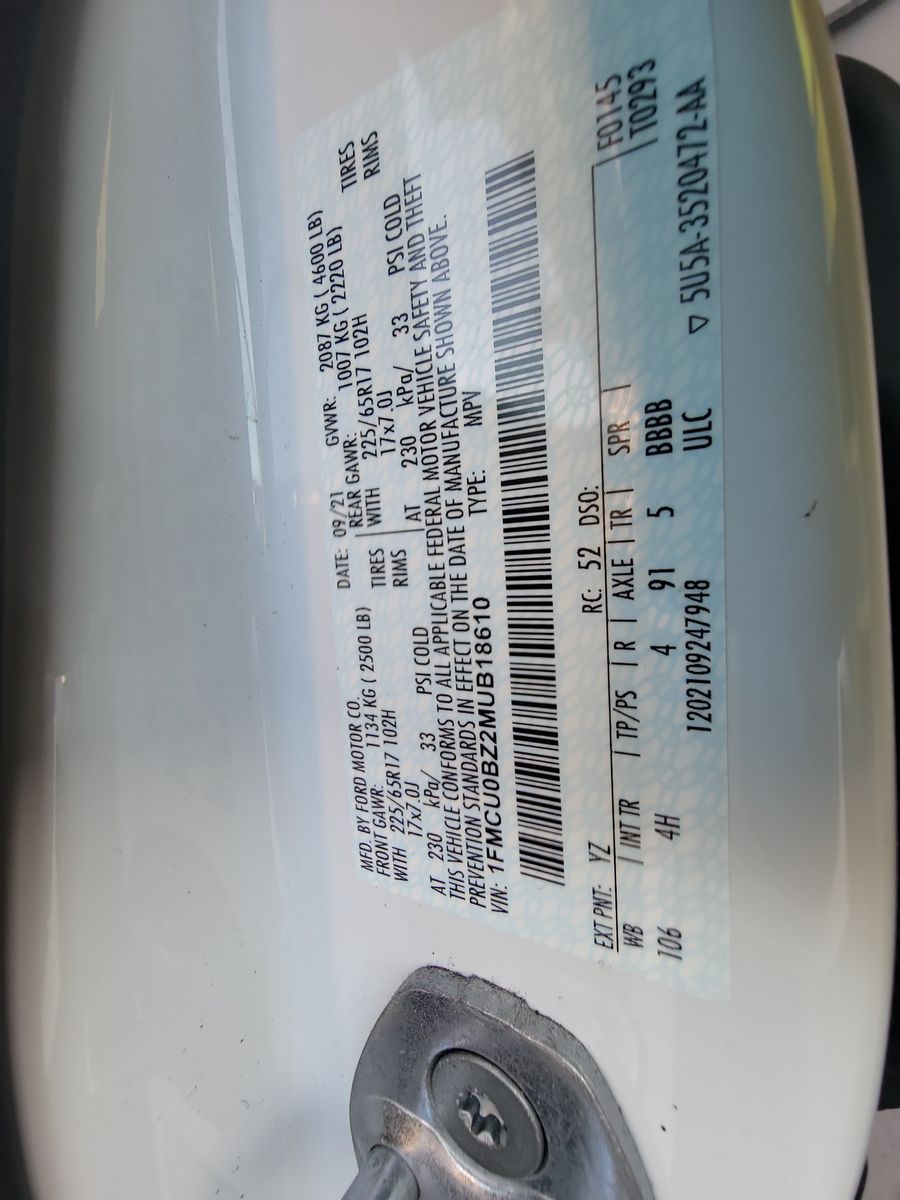 MFD. BY FORD MOTOR CO. DATE: 09/21 GVWR: 2087 KG ( 4600 LB)
FRONT GAWR: 1134 KG ( 2500 LB) REAR GAWR: 1007 KG ( 2220 LB)
WITH 225/65R17 102H TIRES WITH 225/65R17 102H TIRES
17x7.0J RIMS 17x7.0J RIMS
AT 230 kPa/ 33 PSI COLD AT 230 kPa/ 33 PSI COLD
THIS VEHICLE CONFORMS TO ALL APPLICABLE FEDERAL MOTOR VEHICLE SAFETY AND THEFT
PREVENTION STANDARDS IN EFFECT ON THE DATE OF MANUFACTURE SHOWN ABOVE.
VIN: 1FMCU0BZ2MUB18610 TYPE: MPV
EXT PNT: YZ RC: 52 DSO: F0145
WB INT TR TP/PS R AXLE TR SPR T0293
106 4H 4 91 5 BBBB
1202109247948 ULC ▽ 5U5A-3520472-AA